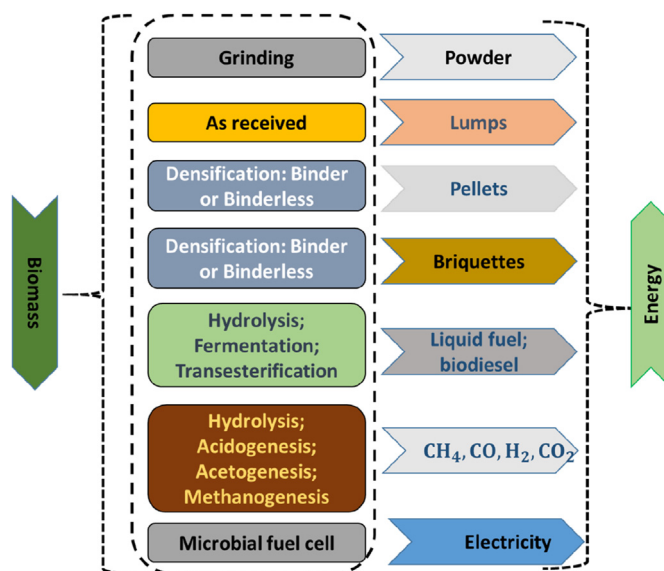 Biomass
Grinding
Powder
As received
Lumps
Densification: Binder
or Binderless
Pellets
Densification: Binder
or Binderless
Briquettes
Hydrolysis;
Fermentation;
Transesterification
Liquid fuel;
biodiesel
Hydrolysis;
Acidogenesis;
Acetogenesis;
Methanogenesis
CH₄, CO, H₂, CO₂
Microbial fuel cell
Electricity
Energy